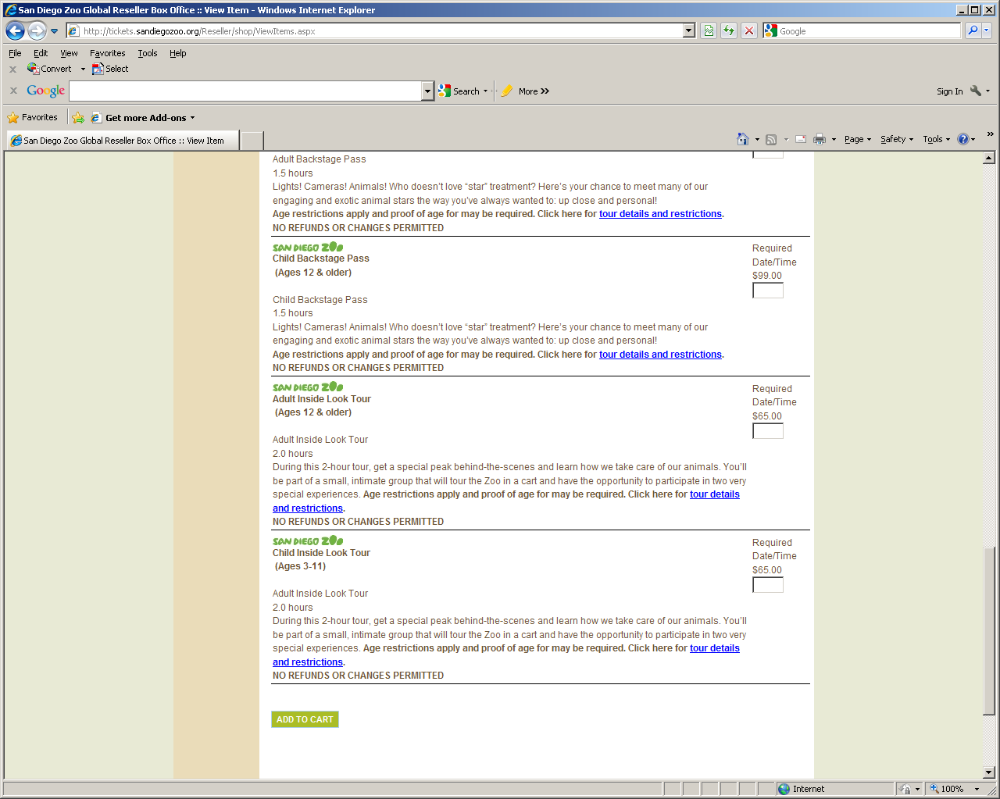 San Diego Zoo Global Reseller Box Office :: View Item - Windows Internet Explorer
http://tickets.sandiegozoo.org/Reseller/shop/ViewItems.aspx
Google
File Edit View Favorites Tools Help
x Convert Select
x Google Search More >> Sign In
Favorites Get more Add-ons
San Diego Zoo Global Reseller Box Office :: View Item
Page Safety Tools
Adult Backstage Pass
1.5 hours
Lights! Cameras! Animals! Who doesn’t love “star” treatment? Here’s your chance to meet many of our
engaging and exotic animal stars the way you’ve always wanted to: up close and personal!
Age restrictions apply and proof of age for may be required. Click here for tour details and restrictions.
NO REFUNDS OR CHANGES PERMITTED
SAN DIEGO ZOO
Child Backstage Pass
(Ages 12 & older)
Required
Date/Time
$99.00
Child Backstage Pass
1.5 hours
Lights! Cameras! Animals! Who doesn’t love “star” treatment? Here’s your chance to meet many of our
engaging and exotic animal stars the way you’ve always wanted to: up close and personal!
Age restrictions apply and proof of age for may be required. Click here for tour details and restrictions.
NO REFUNDS OR CHANGES PERMITTED
SAN DIEGO ZOO
Adult Inside Look Tour
(Ages 12 & older)
Required
Date/Time
$65.00
Adult Inside Look Tour
2.0 hours
During this 2-hour tour, get a special peak behind-the-scenes and learn how we take care of our animals. You’ll
be part of a small, intimate group that will tour the Zoo in a cart and have the opportunity to participate in two very
special experiences. Age restrictions apply and proof of age for may be required. Click here for tour details
and restrictions.
NO REFUNDS OR CHANGES PERMITTED
SAN DIEGO ZOO
Child Inside Look Tour
(Ages 3-11)
Required
Date/Time
$65.00
Adult Inside Look Tour
2.0 hours
During this 2-hour tour, get a special peak behind-the-scenes and learn how we take care of our animals. You’ll
be part of a small, intimate group that will tour the Zoo in a cart and have the opportunity to participate in two very
special experiences. Age restrictions apply and proof of age for may be required. Click here for tour details
and restrictions.
NO REFUNDS OR CHANGES PERMITTED
ADD TO CART
Internet 100%